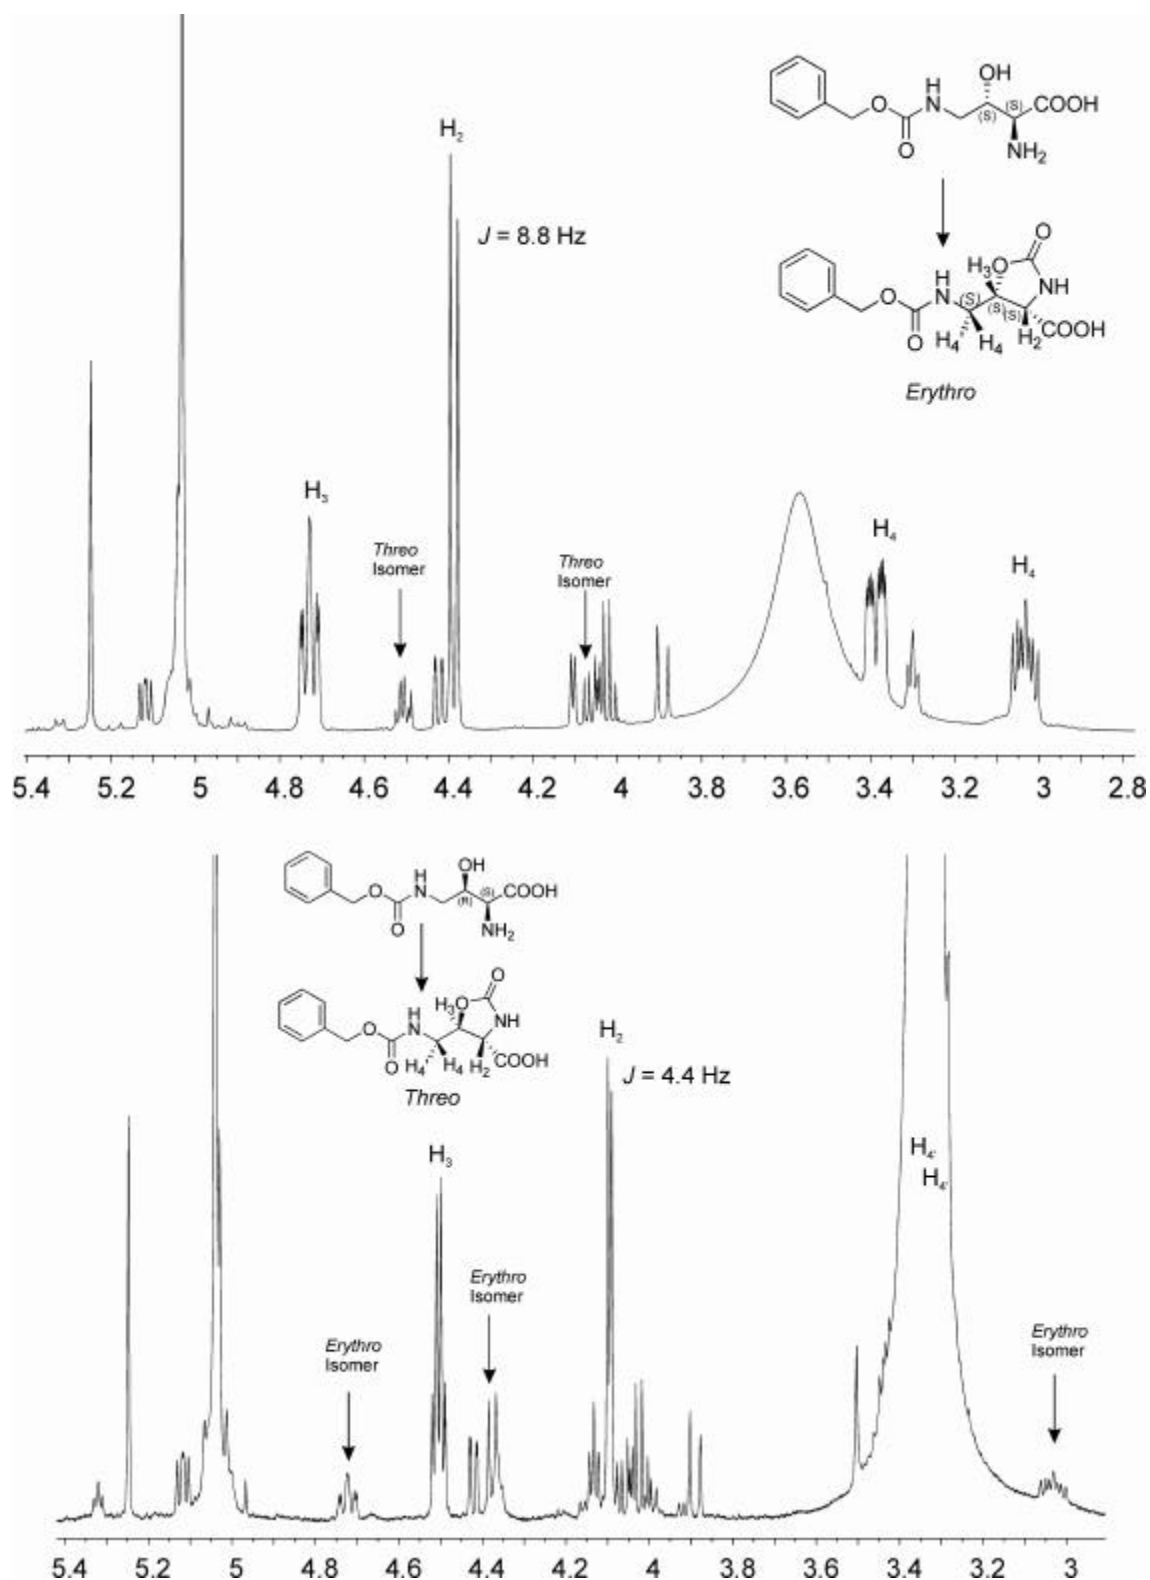 OH
H
N
O
(S)
(S)
COOH
O
NH₂
H₂
J = 8.8 Hz
O
H₃
O
NH
H
N
O
(S)
(S)
(S)
COOH
O
H₄
H₄
H₂
Erythro
H₃
Threo
Isomer
Threo
Isomer
H₄
H₄
5.4 5.2 5 4.8 4.6 4.4 4.2 4 3.8 3.6 3.4 3.2 3 2.8
OH
H
N
O
(R)
(S)
COOH
O
NH₂
O
H₃
O
NH
H
N
O
COOH
O
H₄
H₄
H₂
Threo
H₂
J = 4.4 Hz
H₃
H₄'
H₄'
Erythro
Isomer
Erythro
Isomer
Erythro
Isomer
5.4 5.2 5 4.8 4.6 4.4 4.2 4 3.8 3.6 3.4 3.2 3